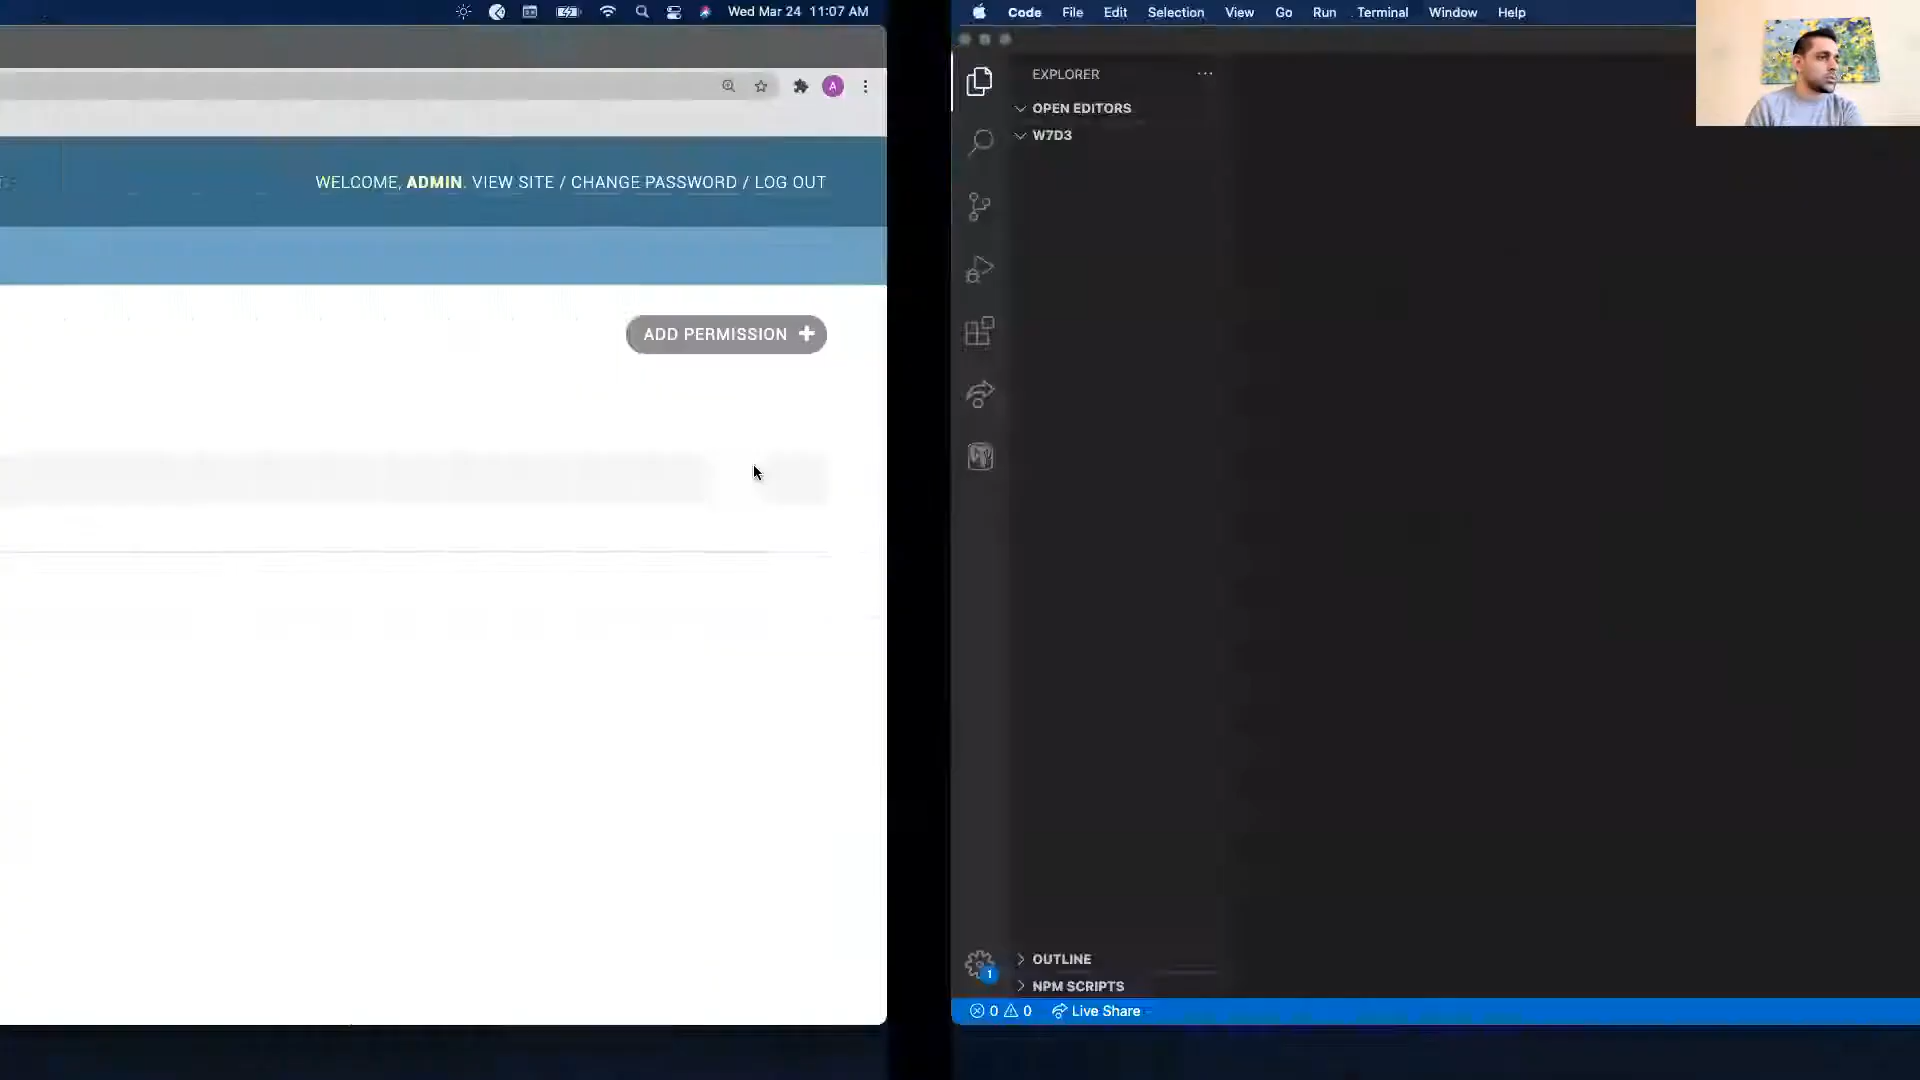 Wed Mar 24 11:07 AM
A
WELCOME, ADMIN. VIEW SITE / CHANGE PASSWORD / LOG OUT
ADD PERMISSION +
Code File Edit Selection View Go Run Terminal Window Help
EXPLORER ...
OPEN EDITORS
W7D3
1
OUTLINE
NPM SCRIPTS
0 0 Live Share